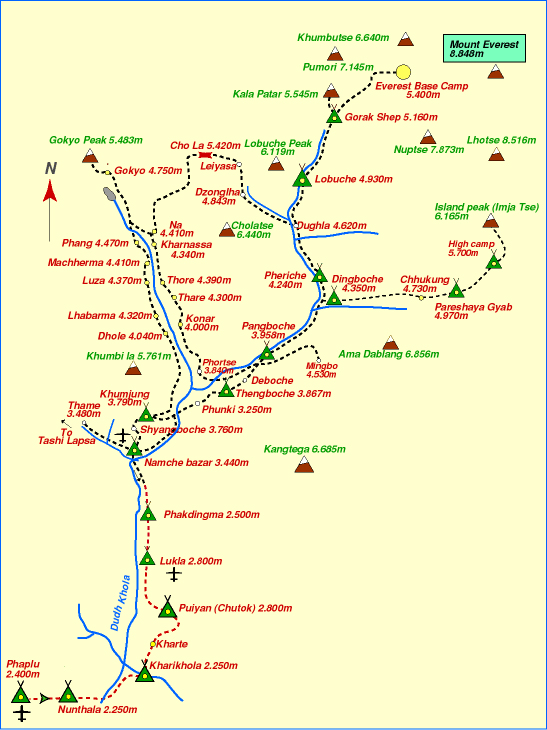 Khumbutse 6.640m
Mount Everest
8.848m
Pumori 7.145m
Everest Base Camp
5.400m
Kala Patar 5.545m
Gorak Shep 5.160m
Gokyo Peak 5.483m
Cho La 5.420m
Lobuche Peak
6.119m
Nuptse 7.873m
Lhotse 8.516m
N
Gokyo 4.750m
Leiyasa
Lobuche 4.930m
Dzonglha
4.843m
Island peak (Imja Tse)
6.165m
Na
4.410m
Cholatse
6.440m
Dughla 4.620m
Phang 4.470m
Kharnassa
4.340m
High camp
5.700m
Machherma 4.410m
Pheriche
4.240m
Dingboche
4.350m
Chhukung
4.730m
Luza 4.370m
Thore 4.390m
Thare 4.300m
Pareshaya Gyab
4.970m
Lhabarma 4.320m
Konar
4.000m
Dhole 4.040m
Pangboche
3.958m
Khumbi la 5.761m
Phortse
3.840m
Mingbo
4.530m
Ama Dablang 6.856m
Deboche
Thengboche 3.867m
Khumjung
3.790m
Phunki 3.250m
Thame
3.480m
To
Tashi Lapsa
Shyangboche 3.760m
Kangtega 6.685m
Namche bazar 3.440m
Phakdingma 2.500m
Lukla 2.800m
Dudh Khola
Puiyan (Chutok) 2.800m
Kharte
Phaplu
2.400m
Kharikhola 2.250m
Nunthala 2.250m